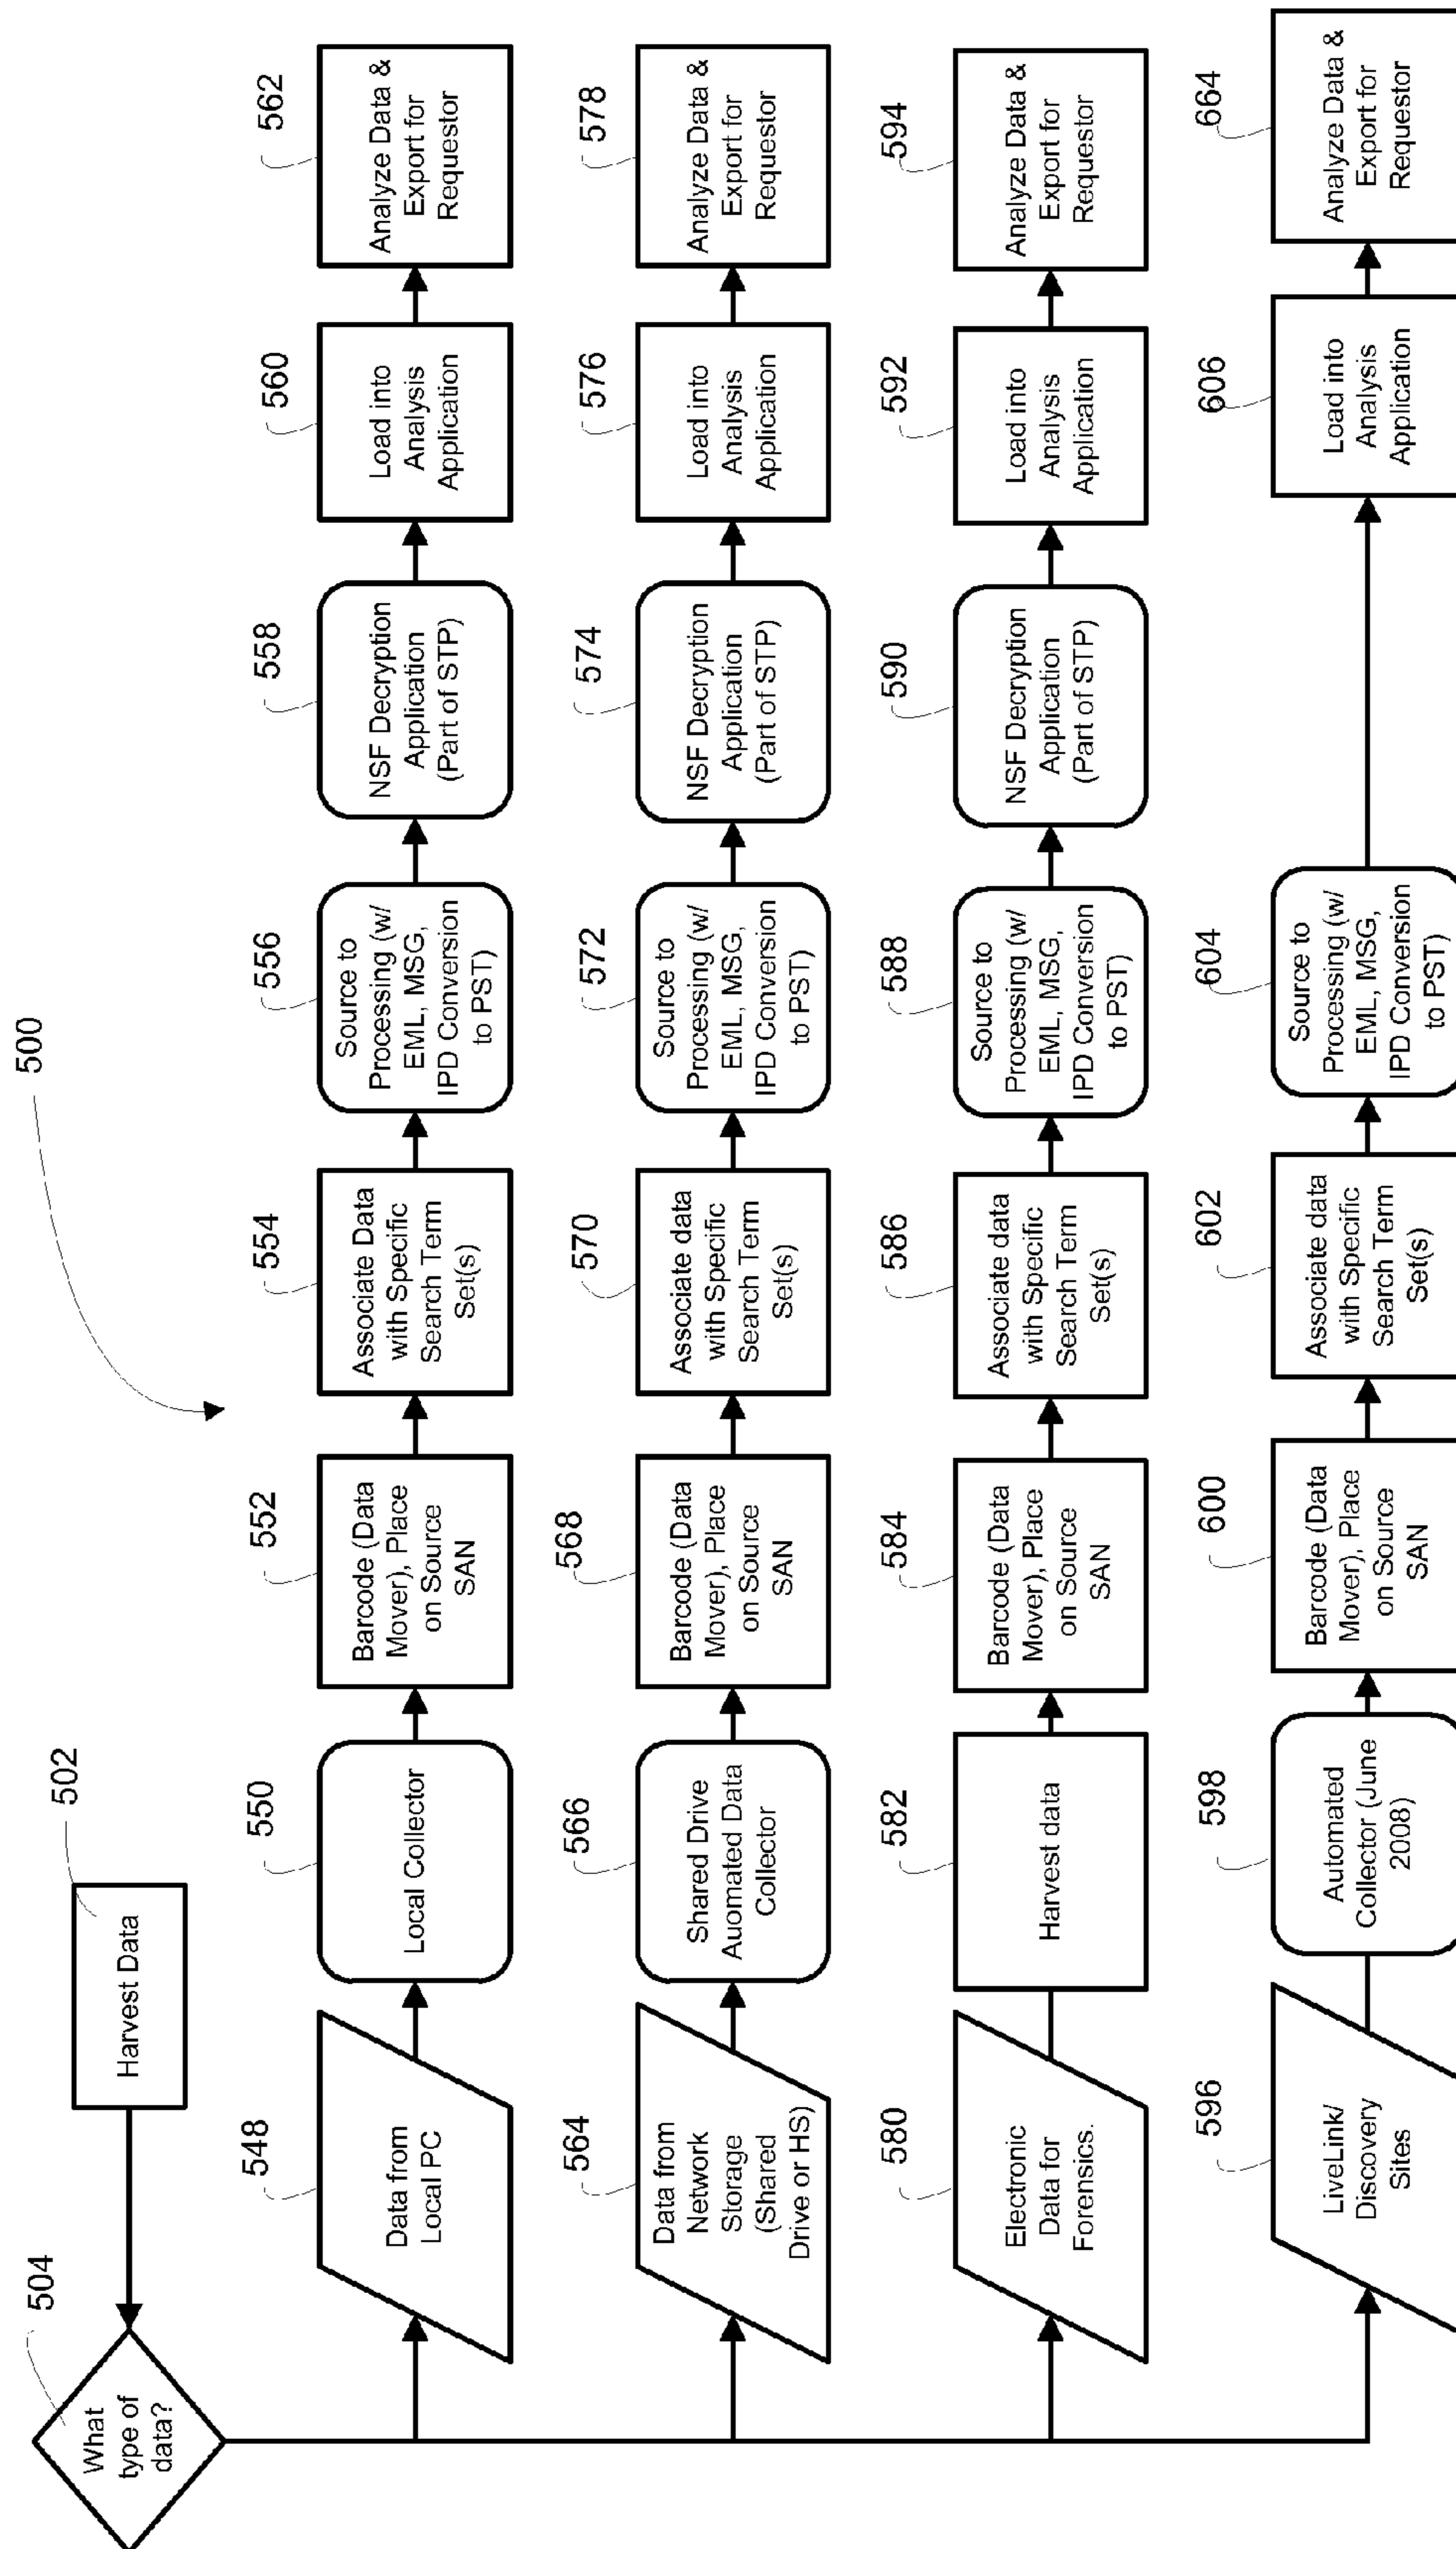 500
502
Harvest Data
504
What
type of
data?
548
Data from
Local PC
550
Local Collector
552
Barcode (Data
Mover), Place
on Source
SAN
554
Associate Data
with Specific
Search Term
Set(s)
556
Source to
Processing (w/
EML, MSG,
IPD Conversion
to PST)
558
NSF Decryption
Application
(Part of STP)
560
Load into
Analysis
Application
562
Analyze Data &
Export for
Requestor
564
Data from
Network
Storage
(Shared
Drive or HS)
566
Shared Drive
Auomated Data
Collector
568
Barcode (Data
Mover), Place
on Source
SAN
570
Associate data
with Specific
Search Term
Set(s)
572
Source to
Processing (w/
EML, MSG,
IPD Conversion
to PST)
574
NSF Decryption
Application
(Part of STP)
576
Load into
Analysis
Application
578
Analyze Data &
Export for
Requestor
580
Electronic
Data for
Forensics.
582
Harvest data
584
Barcode (Data
Mover), Place
on Source
SAN
586
Associate data
with Specific
Search Term
Set(s)
588
Source to
Processing (w/
EML, MSG,
IPD Conversion
to PST)
590
NSF Decryption
Application
(Part of STP)
592
Load into
Analysis
Application
594
Analyze Data &
Export for
Requestor
596
LiveLink/
Discovery
Sites
598
Automated
Collector (June
2008)
600
Barcode (Data
Mover), Place
on Source
SAN
602
Associate data
with Specific
Search Term
Set(s)
604
Source to
Processing (w/
EML, MSG,
IPD Conversion
to PST)
606
Load into
Analysis
Application
664
Analyze Data &
Export for
Requestor